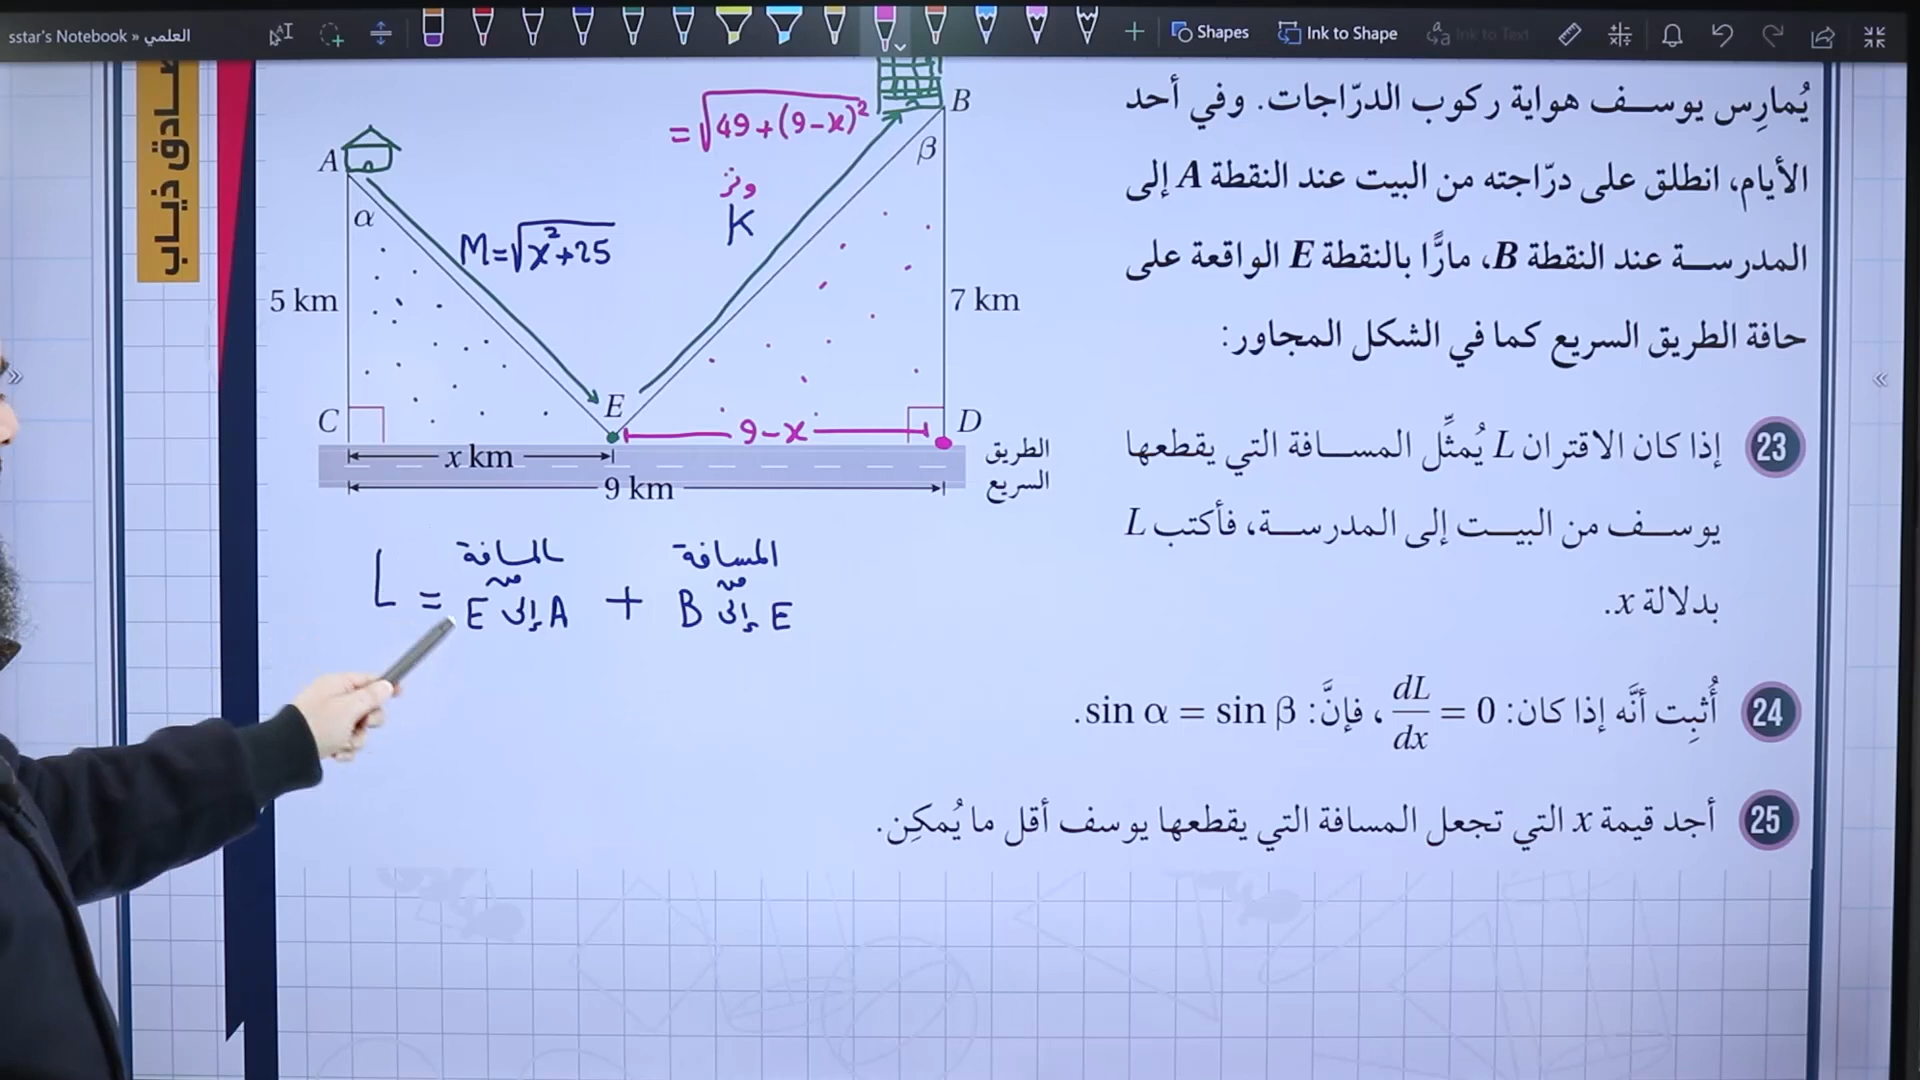 sstar's Notebook » العلمي
Shapes
Ink to Shape
Ink to Text
صادق ذياب
يُمارِس يوسف هواية ركوب الدرّاجات. وفي أحد
الأيام، انطلق على درّاجته من البيت عند النقطة A إلى
المدرسة عند النقطة B، مارًّا بالنقطة E الواقعة على
حافة الطريق السريع كما في الشكل المجاور:
A
α
5 km
C
x km
9 km
E
B
β
7 km
D
الطريق
السريع
M=√x²+25
=√49+(9-x)²
وتر
K
9-x
23 إذا كان الاقتران L يُمثِّل المسافة التي يقطعها
يوسف من البيت إلى المدرسة، فأكتب L
بدلالة x.
L = المسافة من A إلى E + المسافة من E إلى B
24 أُثبِت أنَّه إذا كان: dL/dx = 0، فإنَّ: sin α = sin β.
25 أجد قيمة x التي تجعل المسافة التي يقطعها يوسف أقل ما يُمكِن.